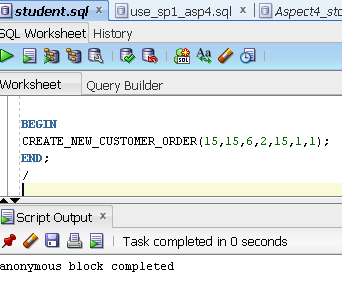 student.sql x use_sp1_asp4.sql x
SQL Worksheet History
Worksheet Query Builder
BEGIN
CREATE_NEW_CUSTOMER_ORDER(15,15,6,2,15,1,1);
END;
/
Script Output x
Task completed in 0 seconds
anonymous block completed